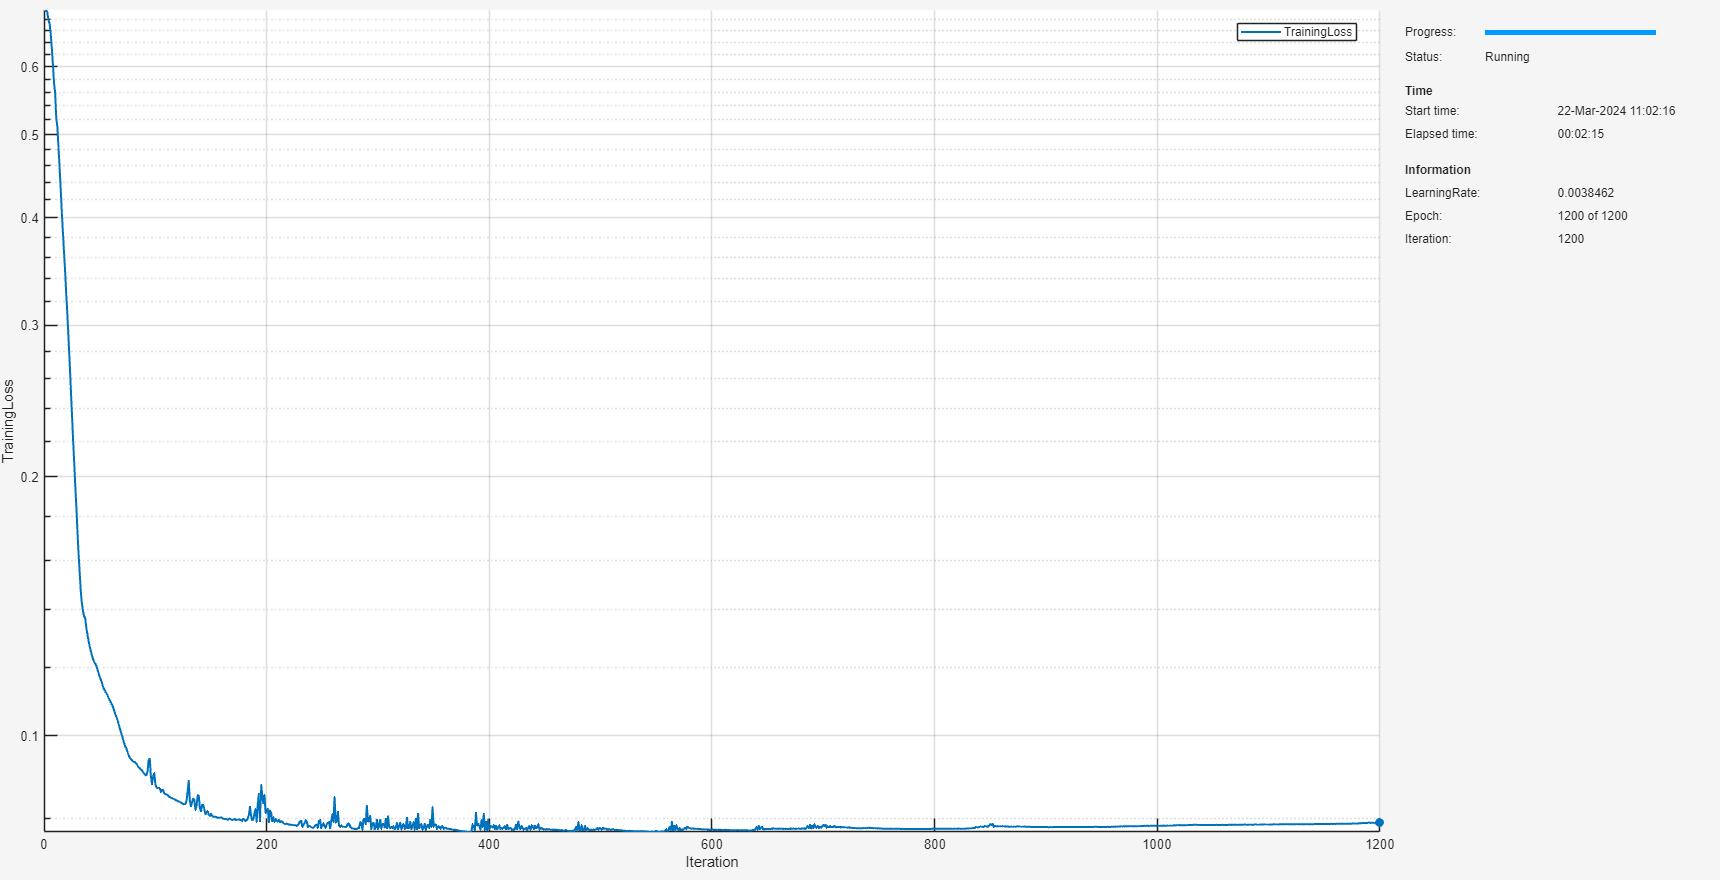 TrainingLoss
0.6
0.5
0.4
0.3
0.2
0.1
TrainingLoss
0 200 400 600 800 1000 1200
Iteration
Progress:
Status: Running
Time
Start time: 22-Mar-2024 11:02:16
Elapsed time: 00:02:15
Information
LearningRate: 0.0038462
Epoch: 1200 of 1200
Iteration: 1200